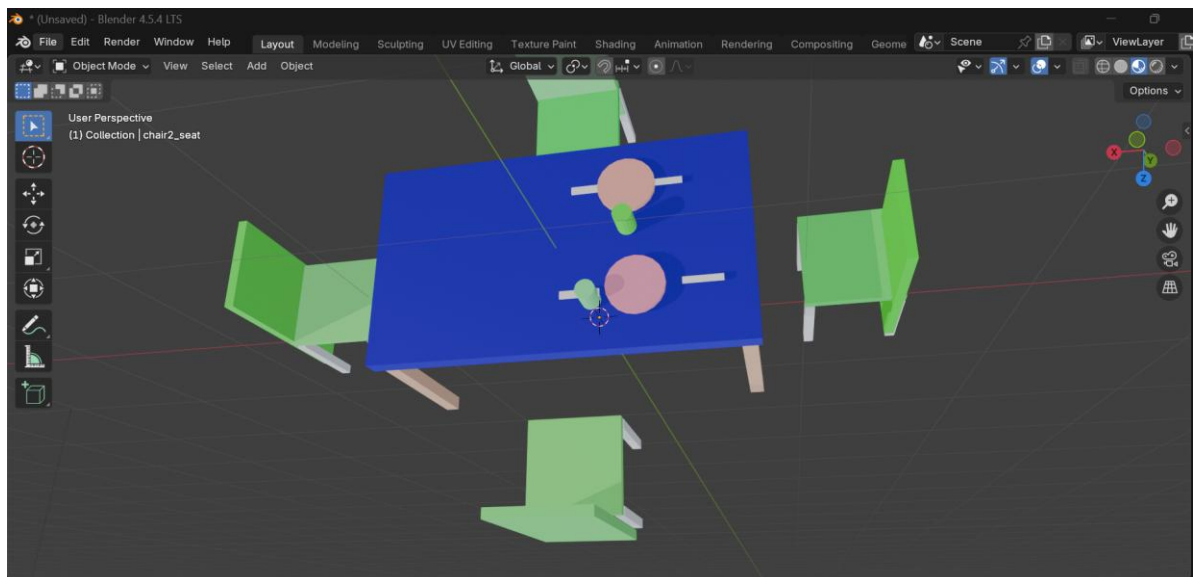 * (Unsaved) - Blender 4.5.4 LTS
File Edit Render Window Help Layout Modeling Sculpting UV Editing Texture Paint Shading Animation Rendering Compositing Geome Scene ViewLayer
Object Mode View Select Add Object Global
Options
User Perspective
(1) Collection | chair2_seat
X
Y
Z